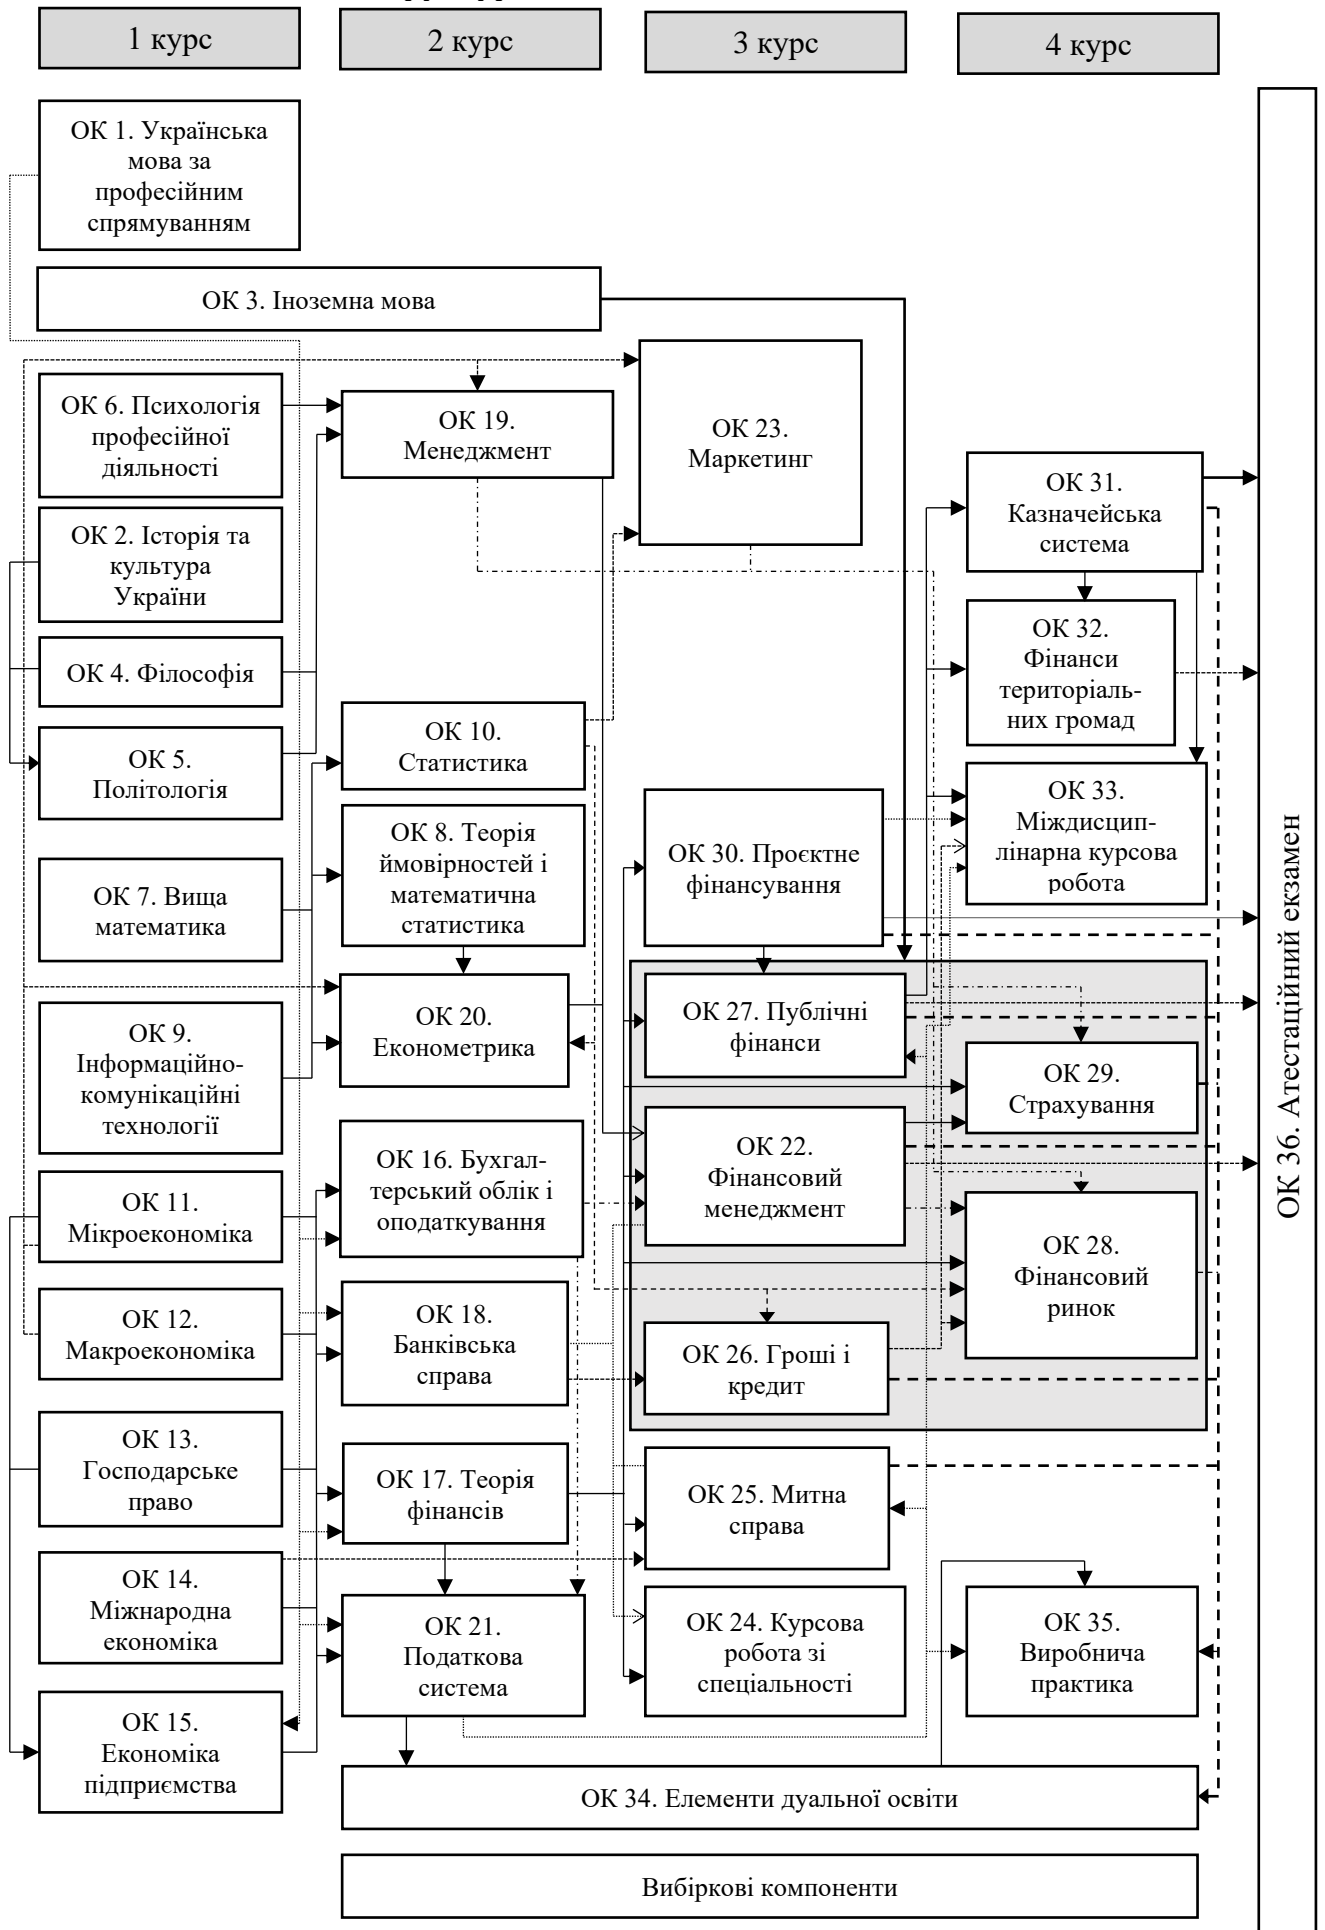 1 курс
2 курс
3 курс
4 курс
ОК 1. Українська
мова за
професійним
спрямуванням
ОК 3. Іноземна мова
ОК 6. Психологія
професійної
діяльності
ОК 2. Історія та
культура
України
ОК 4. Філософія
ОК 5.
Політологія
ОК 7. Вища
математика
ОК 9.
Інформаційно-
комунікаційні
технології
ОК 11.
Мікроекономіка
ОК 12.
Макроекономіка
ОК 13.
Господарське
право
ОК 14.
Міжнародна
економіка
ОК 15.
Економіка
підприємства
ОК 19.
Менеджмент
ОК 10.
Статистика
ОК 8. Теорія
ймовірностей і
математична
статистика
ОК 20.
Економетрика
ОК 16. Бухгал-
терський облік і
оподаткування
ОК 18.
Банківська
справа
ОК 17. Теорія
фінансів
ОК 21.
Податкова
система
ОК 23.
Маркетинг
ОК 30. Проєктне
фінансування
ОК 27. Публічні
фінанси
ОК 22.
Фінансовий
менеджмент
ОК 26. Гроші і
кредит
ОК 25. Митна
справа
ОК 24. Курсова
робота зі
спеціальності
ОК 31.
Казначейська
система
ОК 32.
Фінанси
територіаль-
них громад
ОК 33.
Міждисцип-
лінарна курсова
робота
ОК 29.
Страхування
ОК 28.
Фінансовий
ринок
ОК 35.
Виробнича
практика
ОК 34. Елементи дуальної освіти
Вибіркові компоненти
ОК 36. Атестаційний екзамен